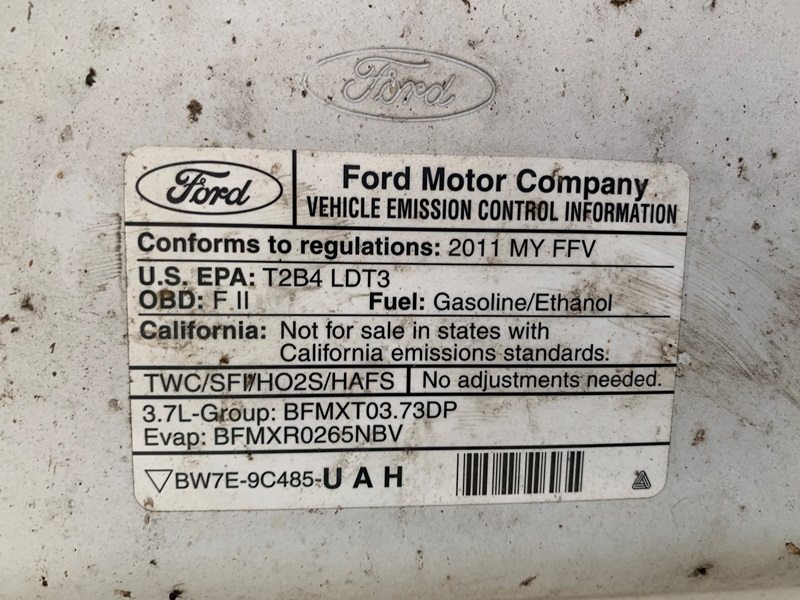 Ford
Ford
Ford Motor Company
VEHICLE EMISSION CONTROL INFORMATION
Conforms to regulations: 2011 MY FFV
U.S. EPA: T2B4 LDT3
OBD: F II Fuel: Gasoline/Ethanol
California: Not for sale in states with
California emissions standards.
TWC/SFI/HO2S/HAFS No adjustments needed.
3.7L-Group: BFMXT03.73DP
Evap: BFMXR0265NBV
BW7E-9C485-UAH